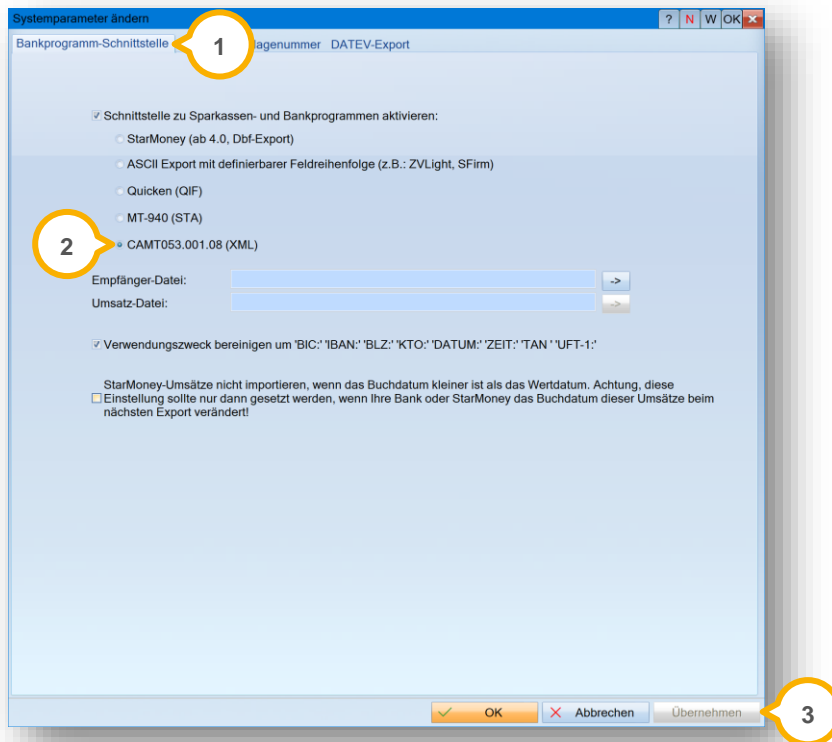 Systemparameter ändern ? N W OK
Bankprogramm-Schnittstelle 1 lagenummer DATEV-Export
Schnittstelle zu Sparkassen- und Bankprogrammen aktivieren:
StarMoney (ab 4.0, Dbf-Export)
ASCII Export mit definierbarer Feldreihenfolge (z.B.: ZVLight, SFirm)
Quicken (QIF)
MT-940 (STA)
2 CAMT053.001.08 (XML)
Empfänger-Datei: ->
Umsatz-Datei: ->
Verwendungszweck bereinigen um 'BIC:' 'IBAN:' 'BLZ:' 'KTO:' 'DATUM:' 'ZEIT:' 'TAN ' 'UFT-1:'
StarMoney-Umsätze nicht importieren, wenn das Buchdatum kleiner ist als das Wertdatum. Achtung, diese
Einstellung sollte nur dann gesetzt werden, wenn Ihre Bank oder StarMoney das Buchdatum dieser Umsätze beim
nächsten Export verändert!
OK Abbrechen Übernehmen 3